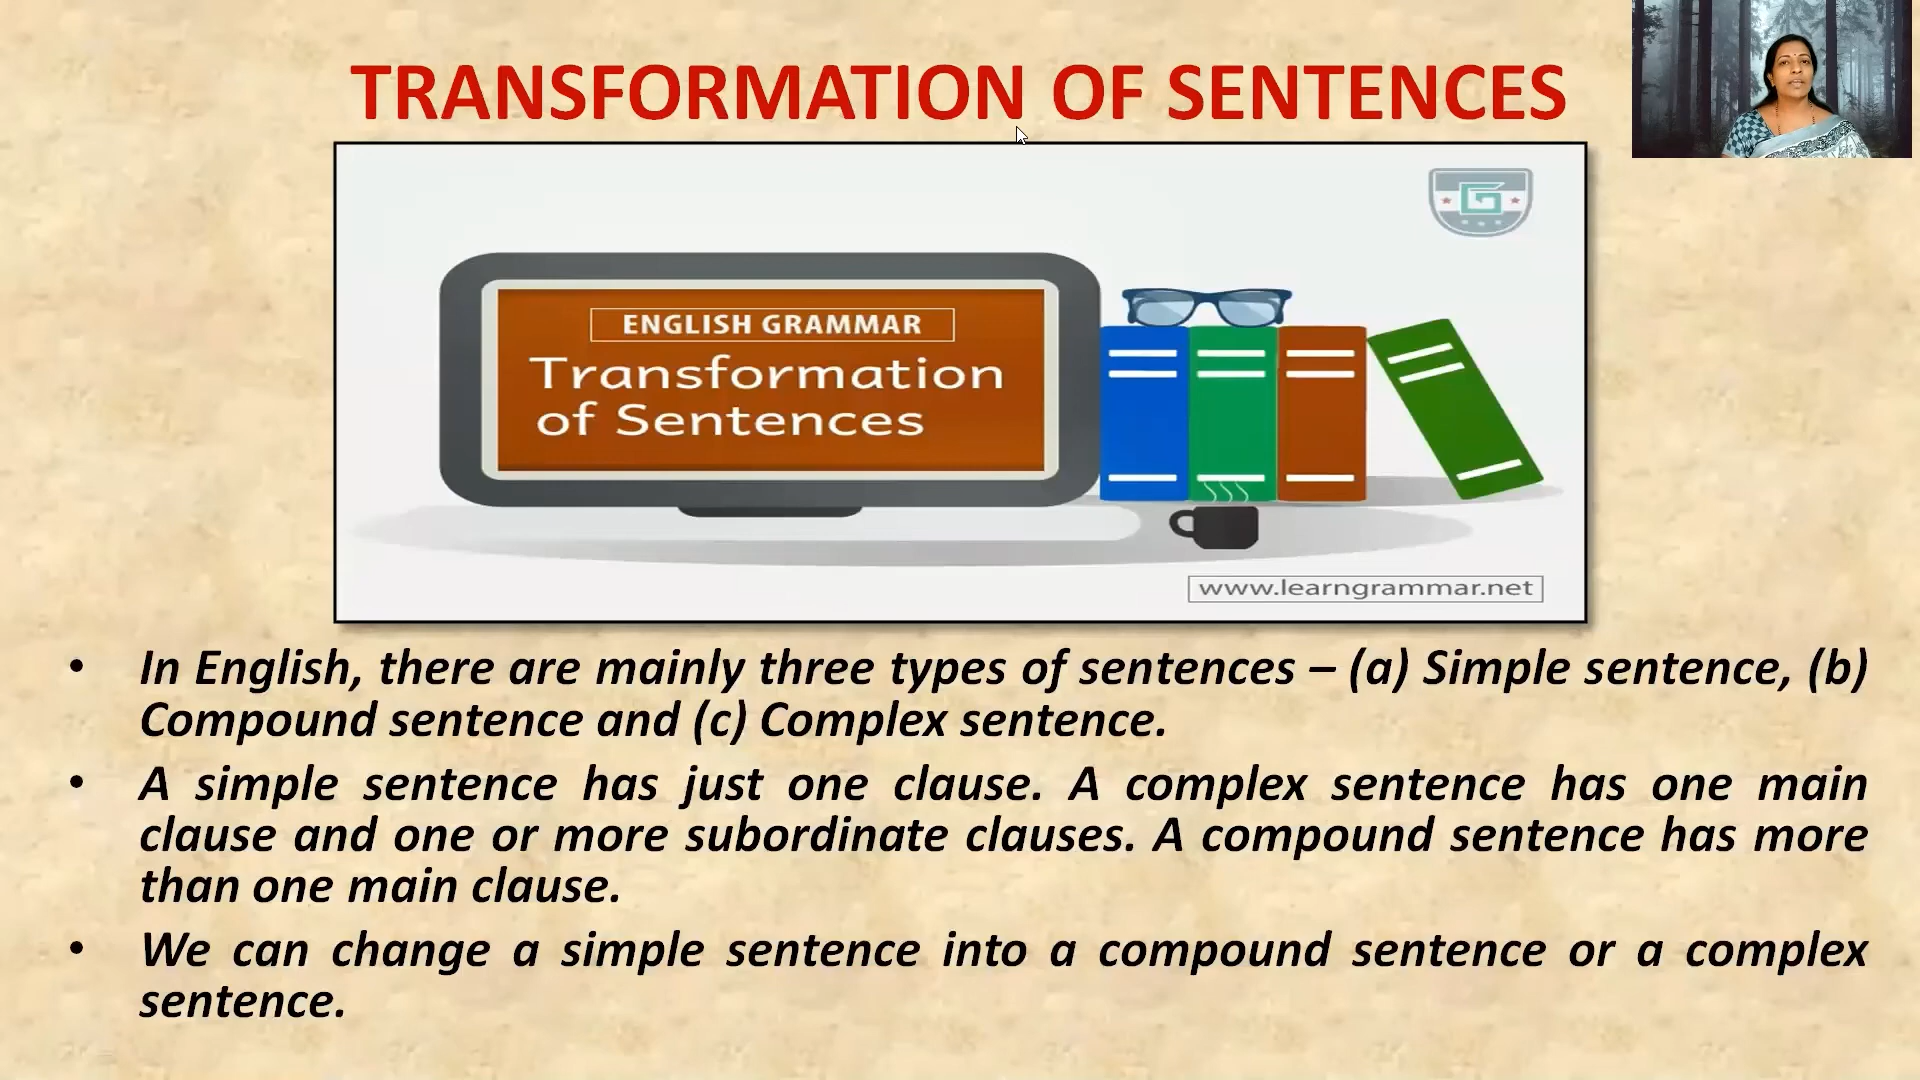 TRANSFORMATION OF SENTENCES
G
ENGLISH GRAMMAR
Transformation
of Sentences
www.learngrammar.net
• In English, there are mainly three types of sentences – (a) Simple sentence, (b)
Compound sentence and (c) Complex sentence.
• A simple sentence has just one clause. A complex sentence has one main
clause and one or more subordinate clauses. A compound sentence has more
than one main clause.
• We can change a simple sentence into a compound sentence or a complex
sentence.